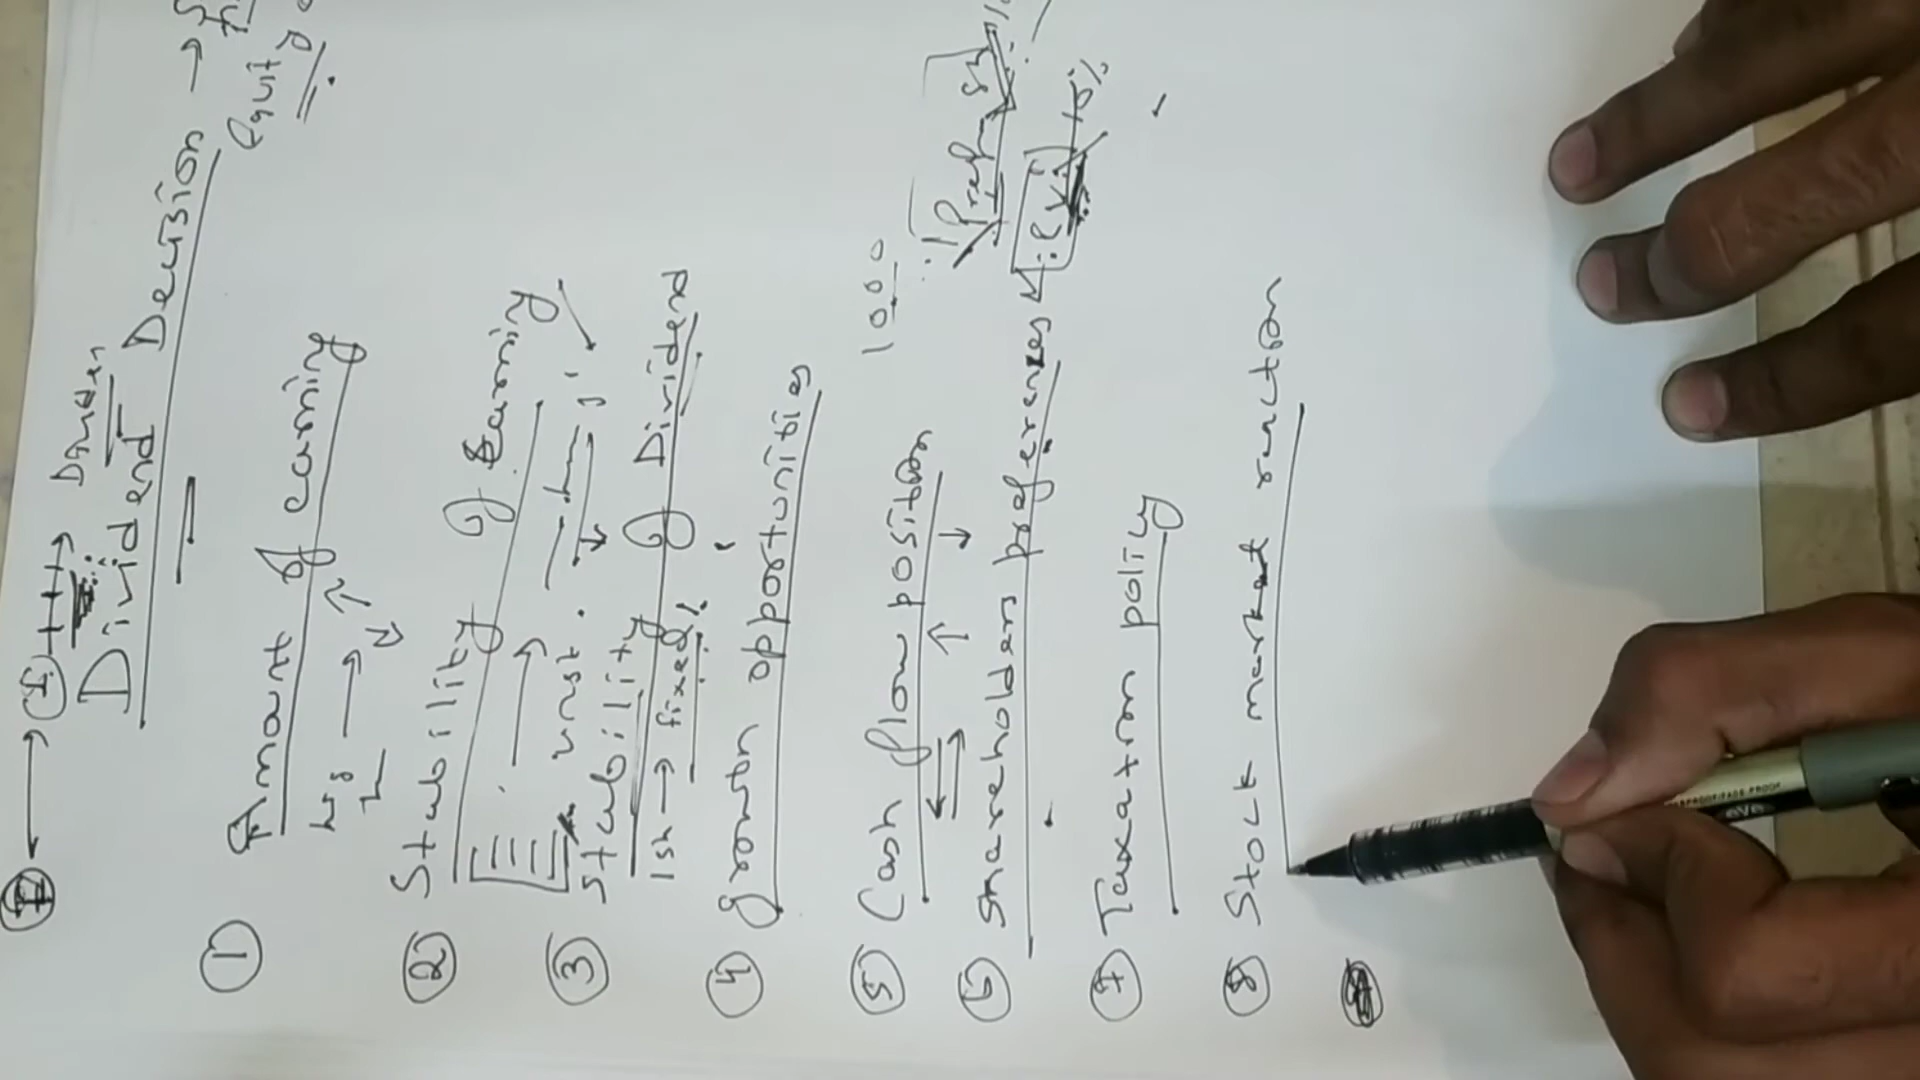 Dividend Decision →
Equity
① Amount of earning
② Stability of Earning
③ Stability of Dividend
1sh → fixed
④ growth opportunities
1000
⑤ Cash flow position
⑥ Shareholders preferences
10%
⑦ Taxation policy
⑧ Stock market reaction